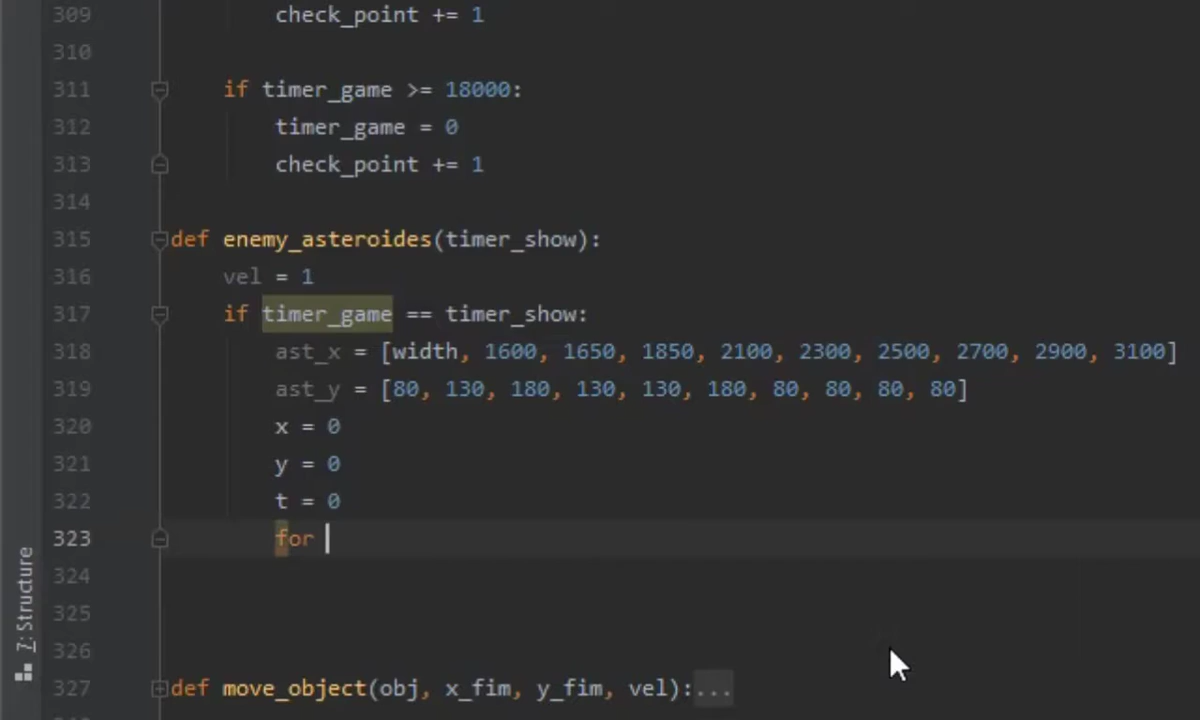 309 check_point += 1
310
311 if timer_game >= 18000:
312 timer_game = 0
313 check_point += 1
314
315 def enemy_asteroides(timer_show):
316 vel = 1
317 if timer_game == timer_show:
318 ast_x = [width, 1600, 1650, 1850, 2100, 2300, 2500, 2700, 2900, 3100]
319 ast_y = [80, 130, 180, 130, 130, 180, 80, 80, 80, 80]
320 x = 0
321 y = 0
322 t = 0
323 for
324
325
326
327 def move_object(obj, x_fim, y_fim, vel):...
7: Structure